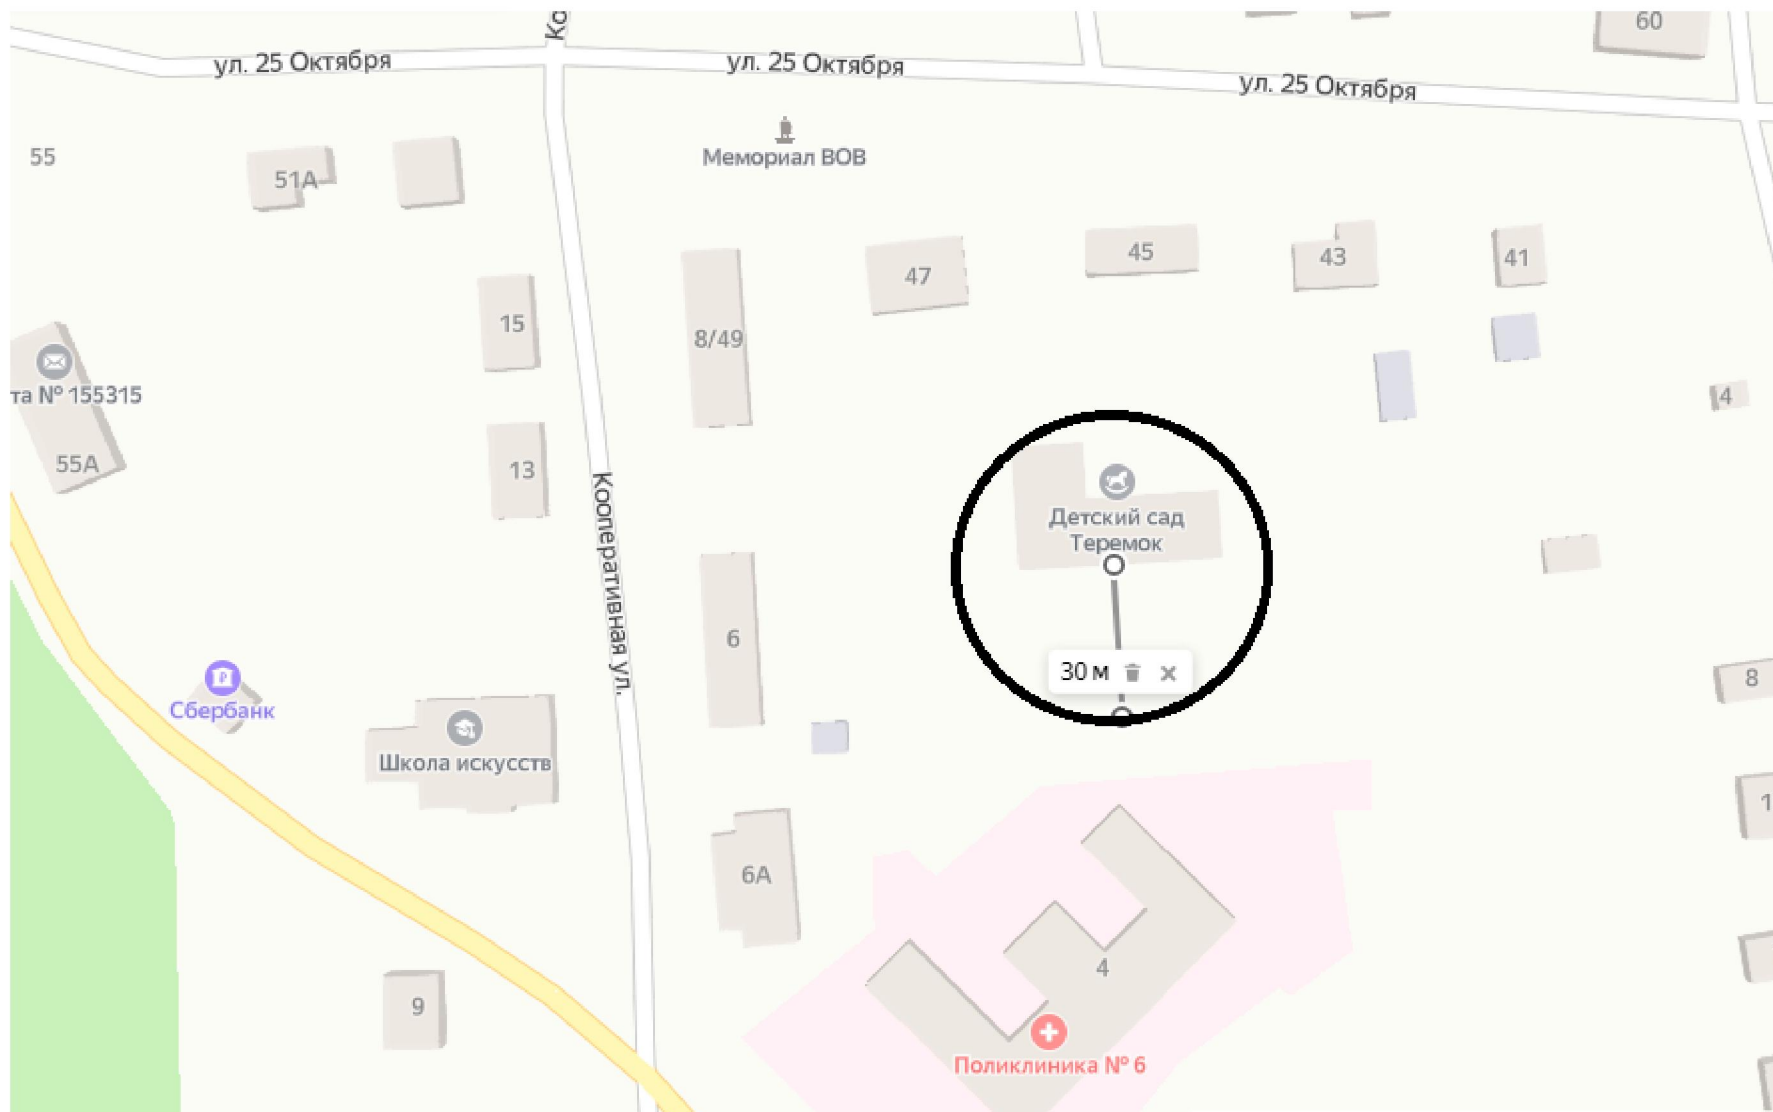 Ко
60
ул. 25 Октября
ул. 25 Октября
ул. 25 Октября
Мемориал ВОВ
55
51А
47
45
43
41
15
8/49
та № 155315
4
55А
13
Детский сад
Теремок
Кооперативная ул.
6
30 м
8
Сбербанк
Школа искусств
1
6А
4
9
Поликлиника № 6